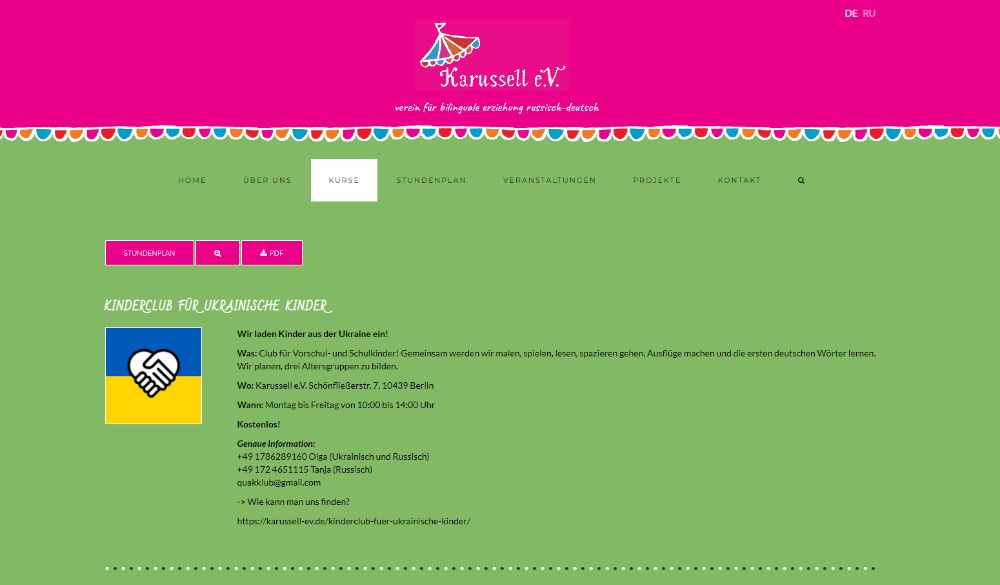 DE RU
Karussell e.V.
verein für bilinguale erziehung russisch-deutsch
HOME ÜBER UNS KURSE STUNDENPLAN VERANSTALTUNGEN PROJEKTE KONTAKT
STUNDENPLAN PDF
KINDERCLUB FÜR UKRAINISCHE KINDER
Wir laden Kinder aus der Ukraine ein!
Was: Club für Vorschul- und Schulkinder! Gemeinsam werden wir malen, spielen, lesen, spazieren gehen, Ausflüge machen und die ersten deutschen Wörter lernen.
Wir planen, drei Altersgruppen zu bilden.
Wo: Karussell e.V. Schönfließerstr. 7, 10439 Berlin
Wann: Montag bis Freitag von 10:00 bis 14:00 Uhr
Kostenlos!
Genaue Information:
+49 1786289160 Olga (Ukrainisch und Russisch)
+49 172 4651115 Tanja (Russisch)
quakklub@gmail.com
-> Wie kann man uns finden?
https://karussell-ev.de/kinderclub-fuer-ukrainische-kinder/